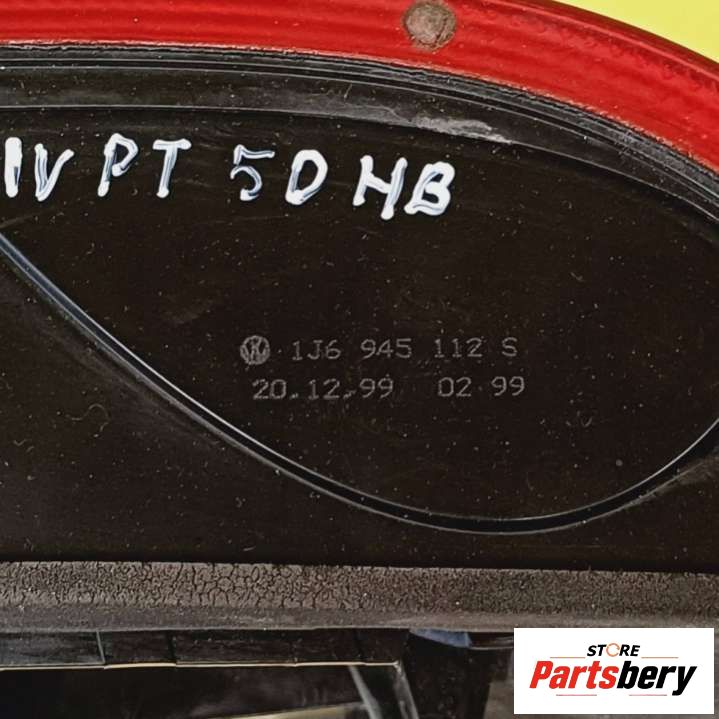 IV PT 5D HB
1J6 945 112 S
20.12.99 02 99
STORE
Partsbery